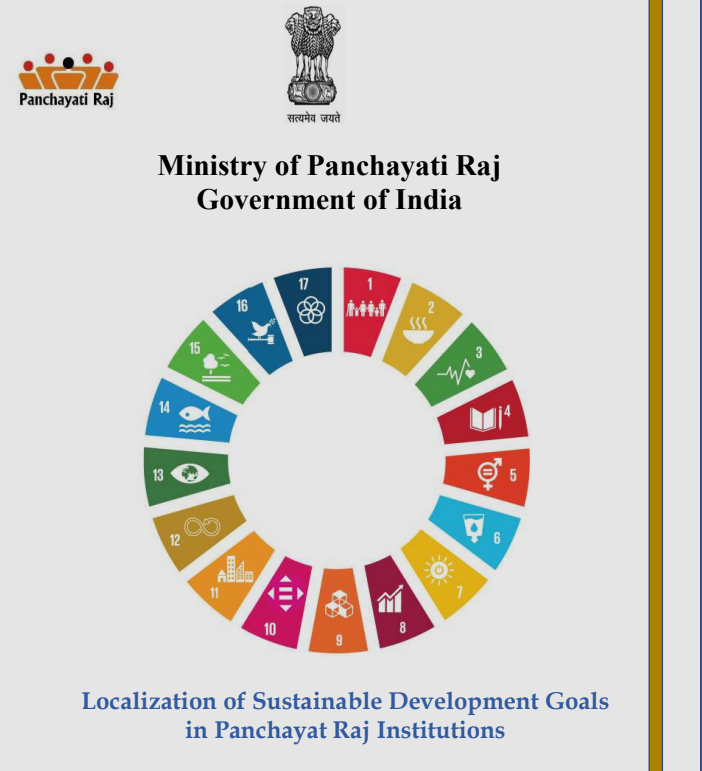 Panchayati Raj
सत्यमेव जयते
Ministry of Panchayati Raj
Government of India
17
1
16
2
15
3
14
4
13
5
12
6
11
7
10
8
9
Localization of Sustainable Development Goals
in Panchayat Raj Institutions